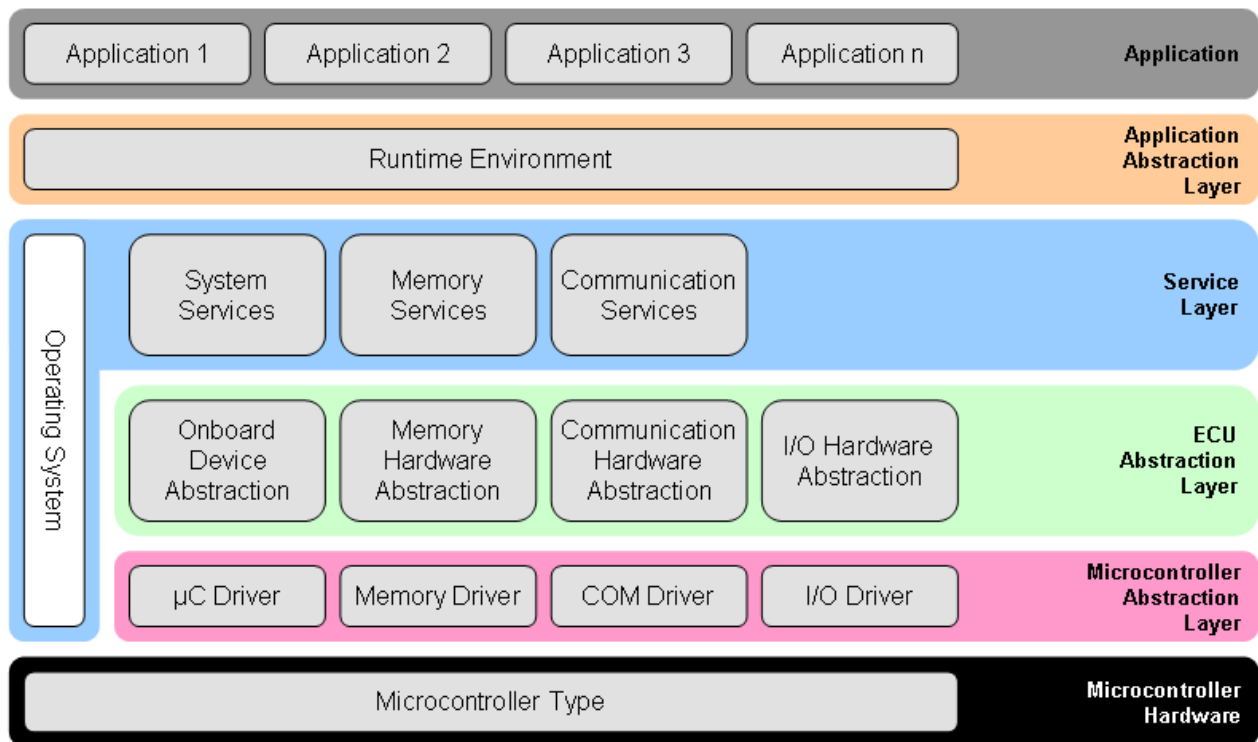 Application 1
Application 2
Application 3
Application n
Application
Runtime Environment
Application
Abstraction
Layer
Operating System
System
Services
Memory
Services
Communication
Services
Service
Layer
Onboard
Device
Abstraction
Memory
Hardware
Abstraction
Communication
Hardware
Abstraction
I/O Hardware
Abstraction
ECU
Abstraction
Layer
µC Driver
Memory Driver
COM Driver
I/O Driver
Microcontroller
Abstraction
Layer
Microcontroller Type
Microcontroller
Hardware